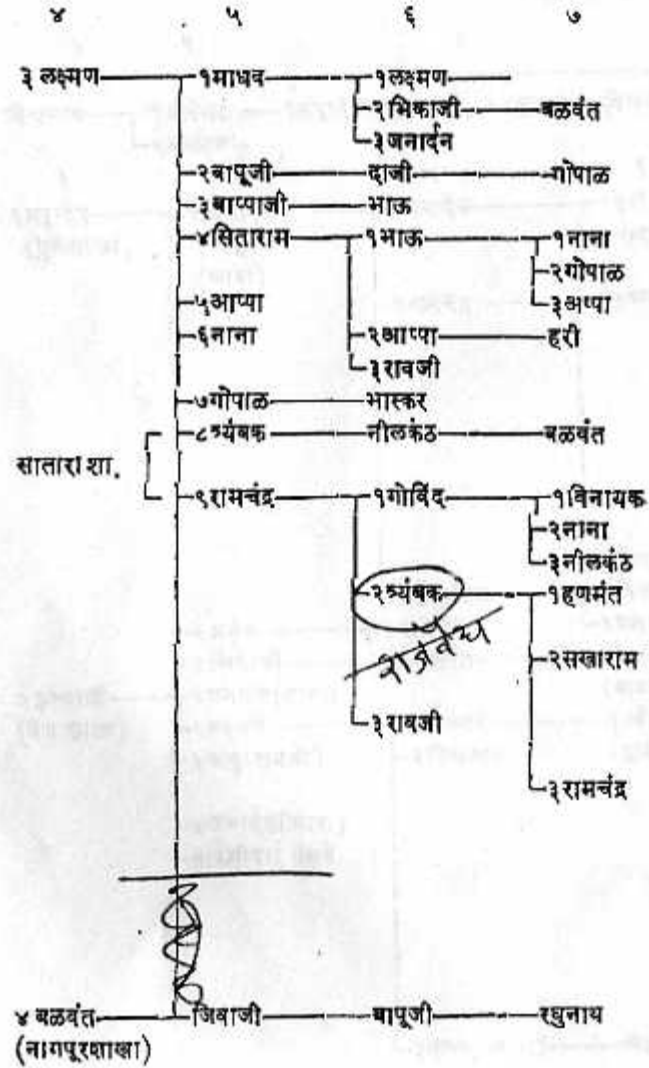 ४ ५ ६ ७
३ लक्ष्मण १माधव १लक्ष्मण
२भिकाजी बळवंत
३जनार्दन
२बापूजी दाजी गोपाळ
३बाप्पाजी भाऊ
४सिताराम १भाऊ १नाना
२गोपाळ
५आप्पा ३अप्पा
६नाना २आप्पा हरी
३रावजी
७गोपाळ भास्कर
८त्र्यंबक नीलकंठ बळवंत
साताराशा.
९रामचंद्र १गोविंद १विनायक
२नाना
३नीलकंठ
२त्र्यंबक १हणमंत
राजवैद्य
२सखाराम
३रावजी
३रामचंद्र
४ बळवंत जिवाजी बापूजी रघुनाथ
(नागपूरशाखा)